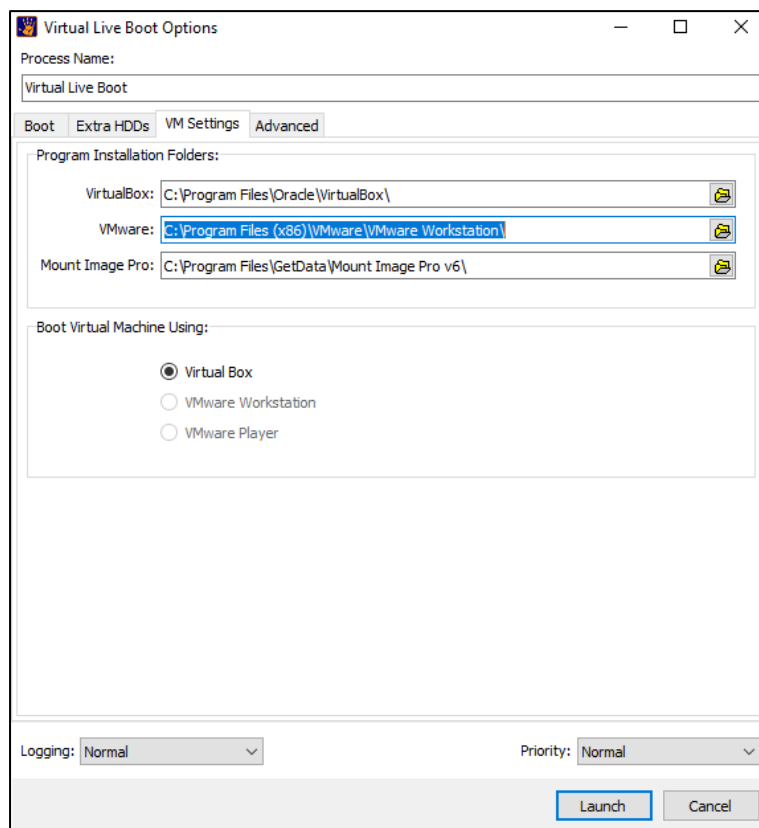 Virtual Live Boot Options
Process Name:
Virtual Live Boot
Boot Extra HDDs VM Settings Advanced
Program Installation Folders:
VirtualBox: C:\Program Files\Oracle\VirtualBox\
VMware: C:\Program Files (x86)\VMware\VMware Workstation\
Mount Image Pro: C:\Program Files\GetData\Mount Image Pro v6\
Boot Virtual Machine Using:
Virtual Box
VMware Workstation
VMware Player
Logging: Normal Priority: Normal
Launch Cancel